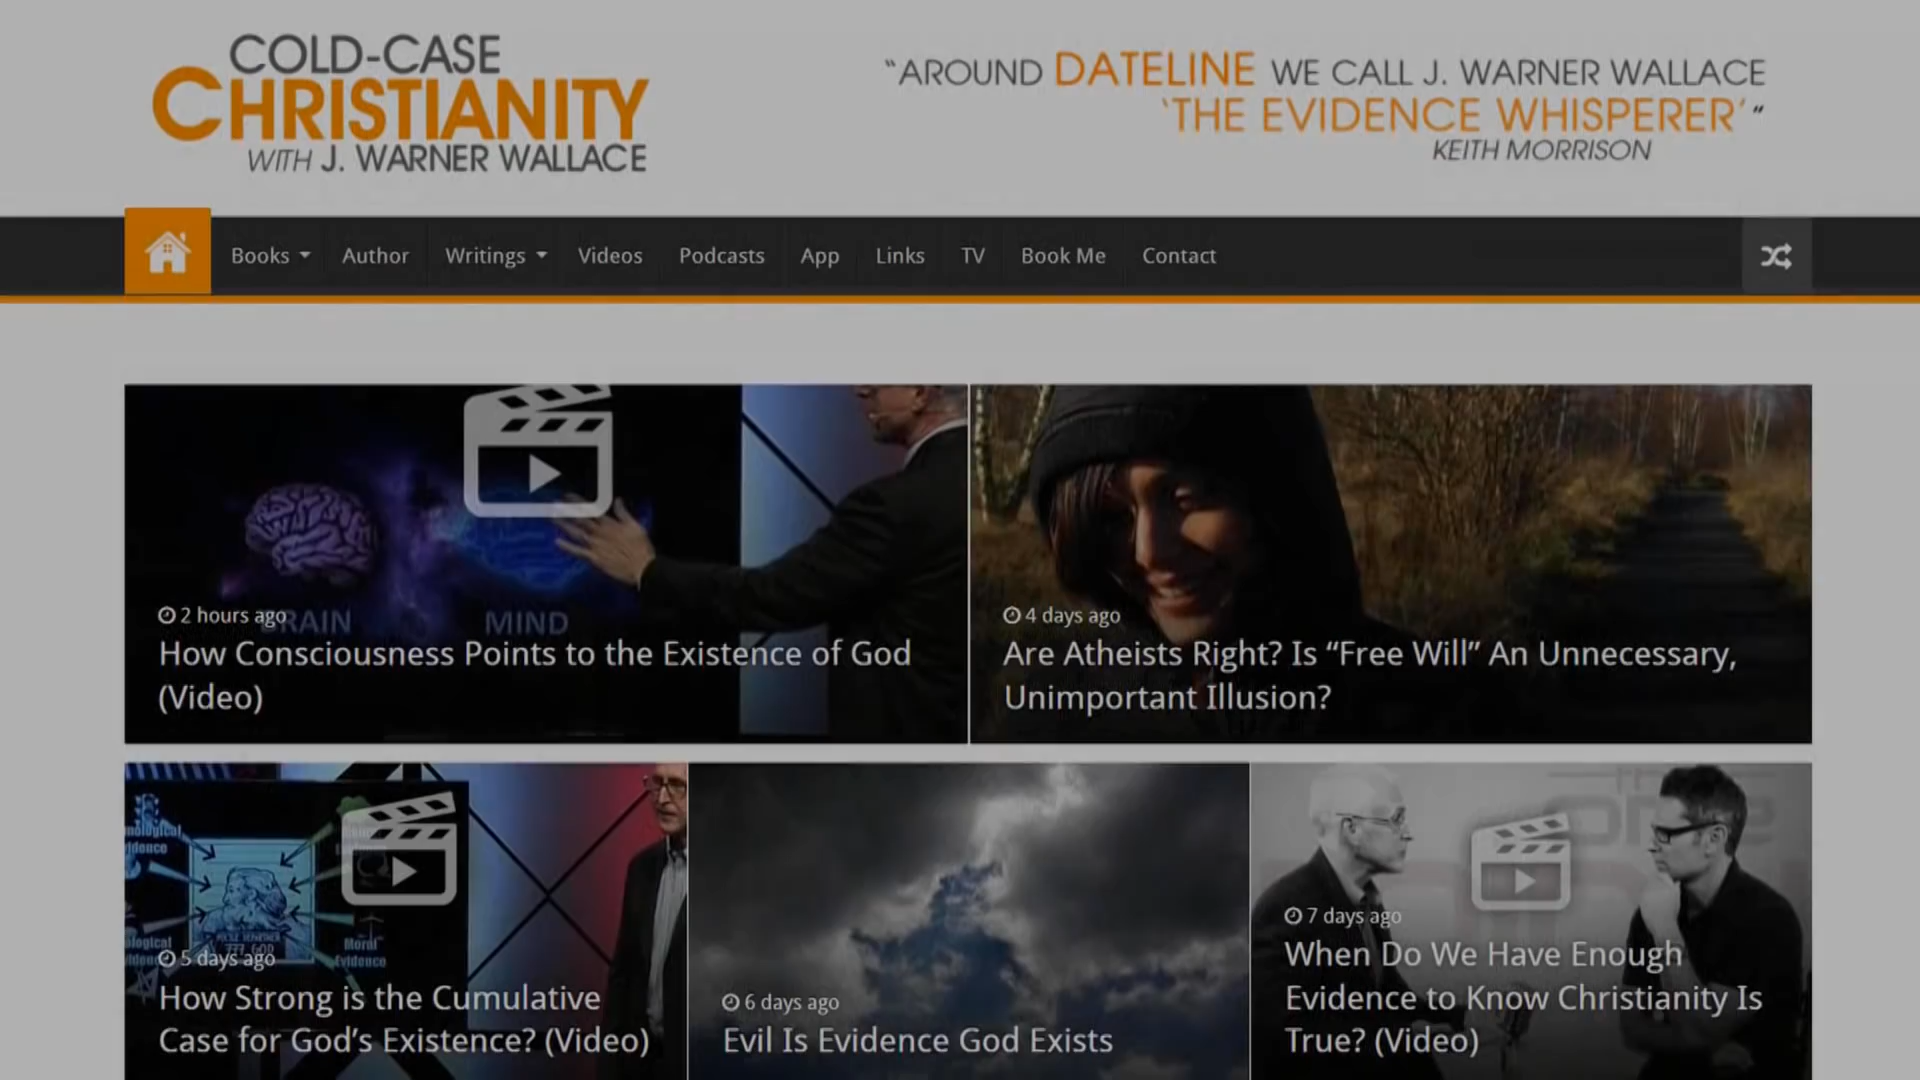 COLD-CASE
CHRISTIANITY
WITH J. WARNER WALLACE
"AROUND DATELINE WE CALL J. WARNER WALLACE
'THE EVIDENCE WHISPERER'"
KEITH MORRISON
Books Author Writings Videos Podcasts App Links TV Book Me Contact
BRAIN MIND
2 hours ago
How Consciousness Points to the Existence of God
(Video)
4 days ago
Are Atheists Right? Is “Free Will” An Unnecessary,
Unimportant Illusion?
Moral
Evidence
5 days ago
How Strong is the Cumulative
Case for God’s Existence? (Video)
6 days ago
Evil Is Evidence God Exists
7 days ago
When Do We Have Enough
Evidence to Know Christianity Is
True? (Video)